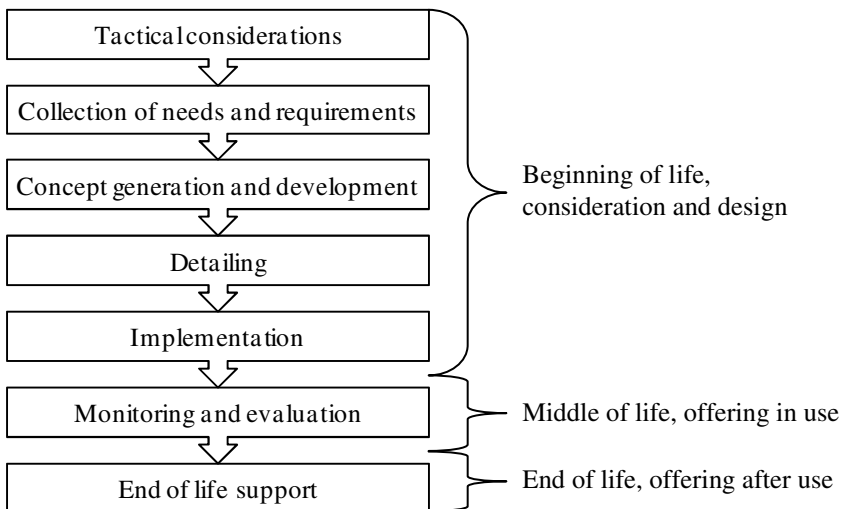 Tactical considerations
Collection of needs and requirements
Concept generation and development
Detailing
Implementation
Monitoring and evaluation
End of life support
Beginning of life,
consideration and design
Middle of life, offering in use
End of life, offering after use